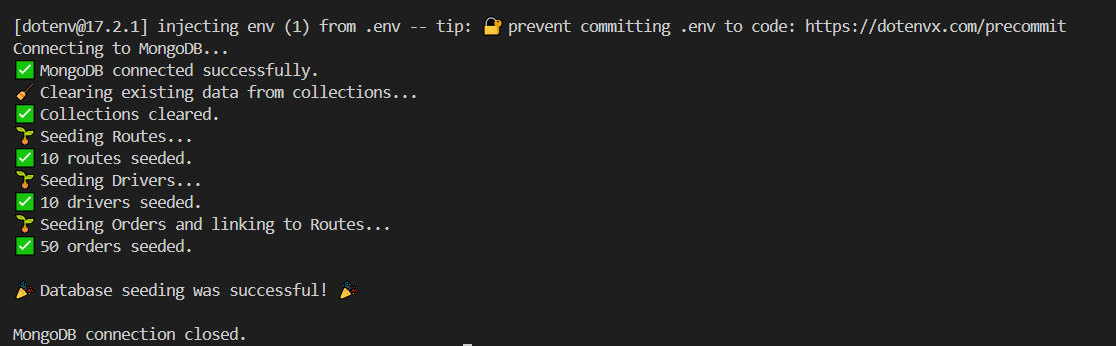 [dotenv@17.2.1] injecting env (1) from .env -- tip: 🔐 prevent committing .env to code: https://dotenvx.com/precommit
Connecting to MongoDB...
✅ MongoDB connected successfully.
🧹 Clearing existing data from collections...
✅ Collections cleared.
🌱 Seeding Routes...
✅ 10 routes seeded.
🌱 Seeding Drivers...
✅ 10 drivers seeded.
🌱 Seeding Orders and linking to Routes...
✅ 50 orders seeded.
🎉 Database seeding was successful! 🎉
MongoDB connection closed.